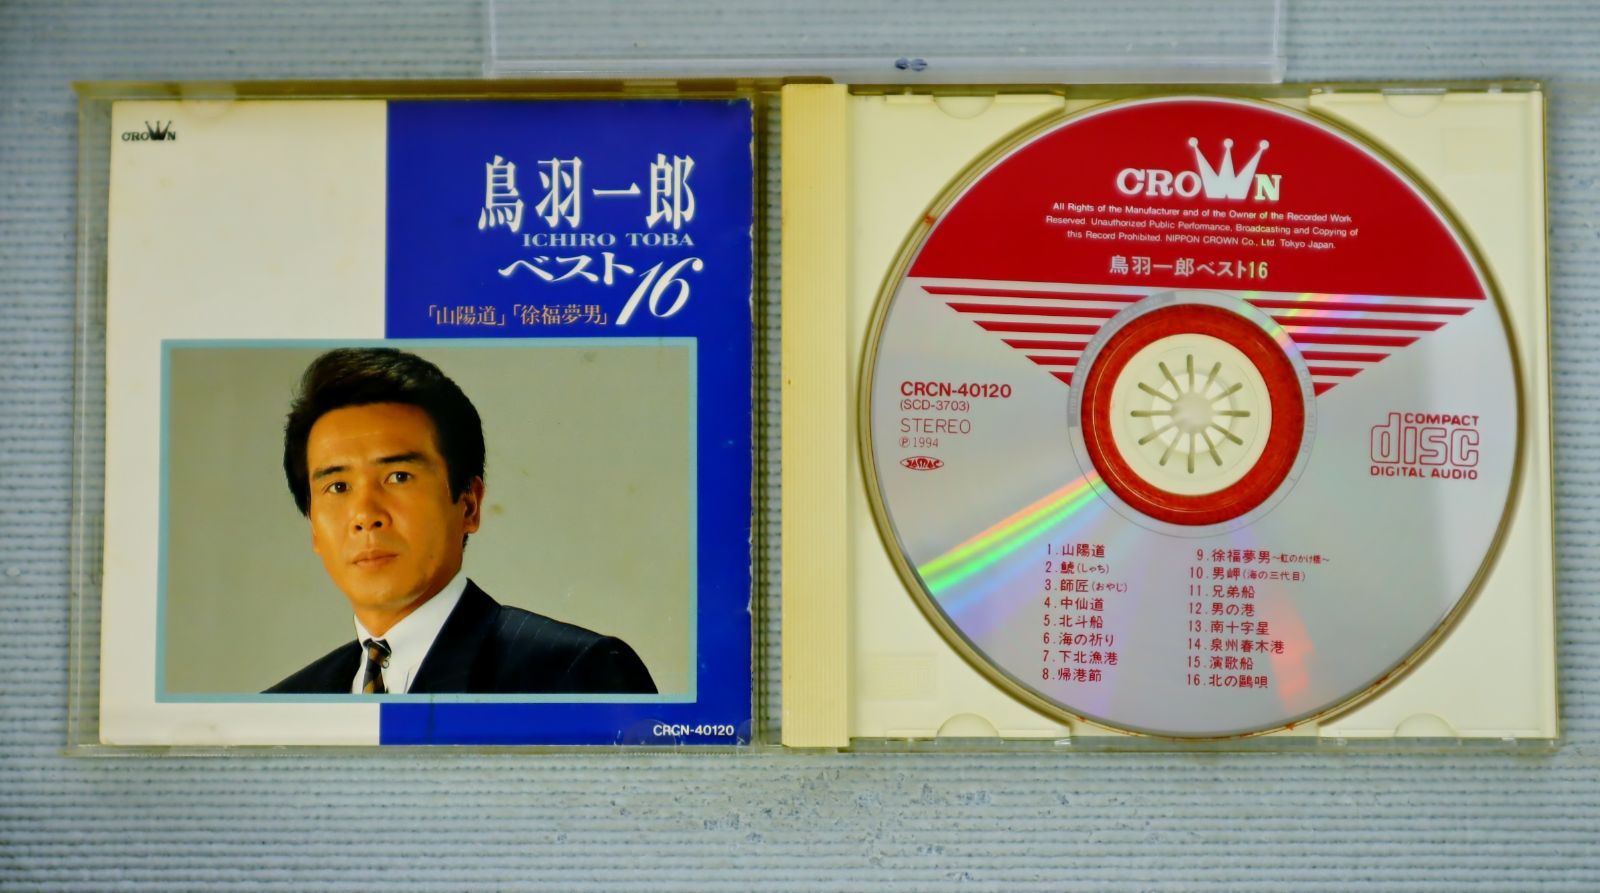 CROWN
鳥羽一郎
ICHIRO TOBA
ベスト16
「山陽道」「徐福夢男」
CRCN-40120
CROWN
All Rights of the Manufacturer and of the Owner of the Recorded Work
Reserved. Unauthorized Public Performance, Broadcasting and Copying of
this Record Prohibited. NIPPON CROWN Co., Ltd. Tokyo Japan.
鳥羽一郎ベスト16
CRCN-40120
(SCD-3703)
STEREO
℗1994
JASRAC
COMPACT
disc
DIGITAL AUDIO
1.山陽道
2.鯱(しゃち)
3.師匠(おやじ)
4.中仙道
5.北斗船
6.海の祈り
7.下北漁港
8.帰港節
9.徐福夢男~虹のかけ橋~
10.男岬(海の三代目)
11.兄弟船
12.男の港
13.南十字星
14.泉州春木港
15.演歌船
16.北の鷗唄